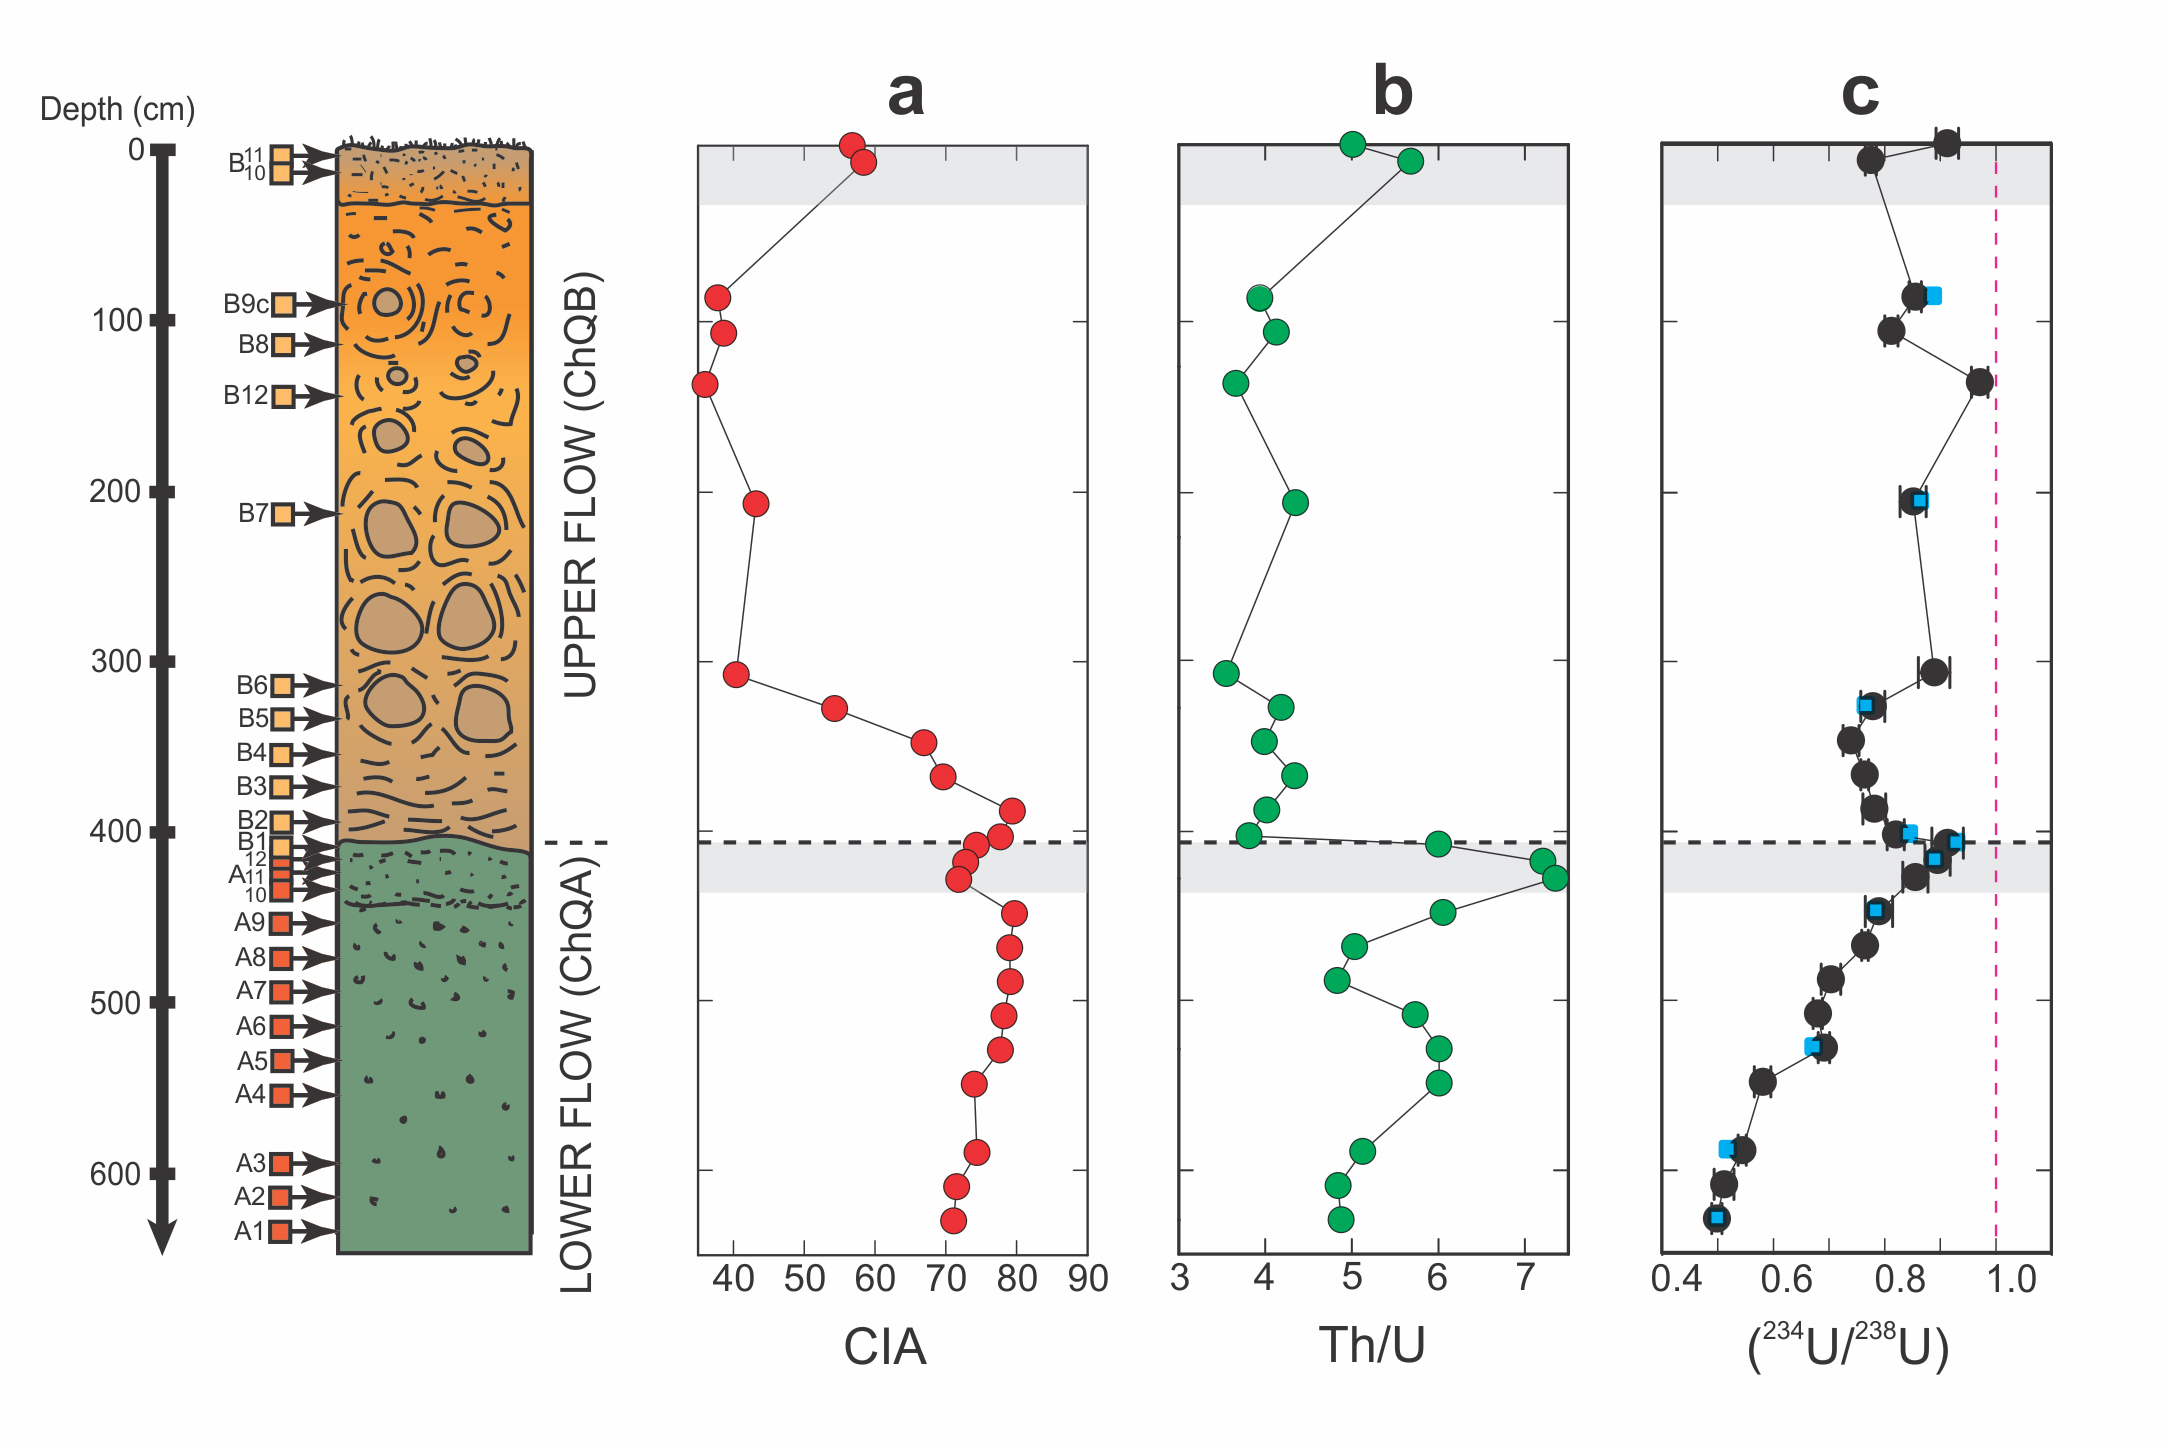 a
b
c
Depth (cm)
0
100
200
300
400
500
600
B
11
10
B9c
B8
B12
B7
B6
B5
B4
B3
B2
B1
12
A
11
10
A9
A8
A7
A6
A5
A4
A3
A2
A1
UPPER FLOW (ChQB)
LOWER FLOW (ChQA)
40 50 60 70 80 90
3 4 5 6 7
0.4 0.6 0.8 1.0
CIA
Th/U
(²³⁴U/²³⁸U)